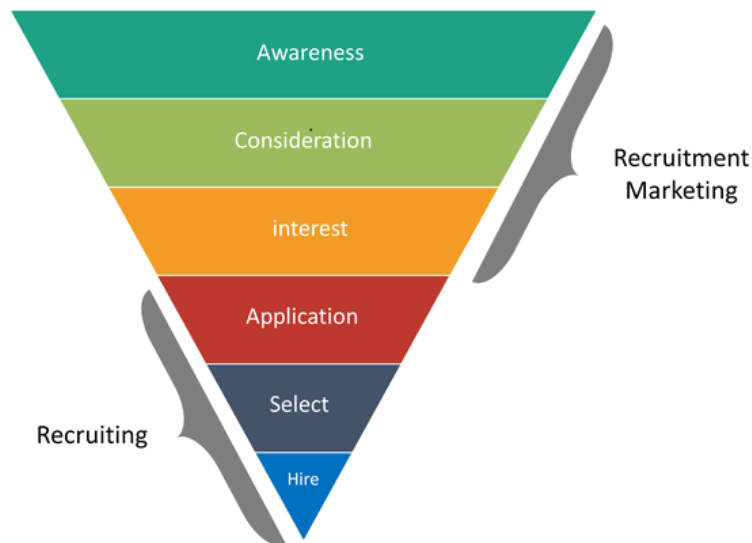 Awareness
Consideration
interest
Recruitment
Marketing
Application
Select
Recruiting
Hire